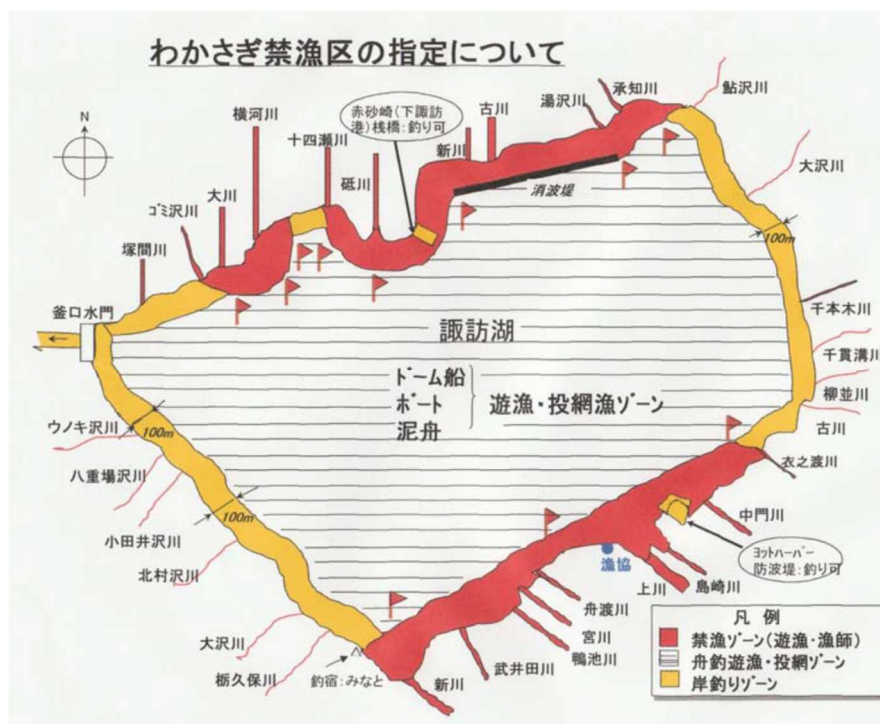 わかさぎ禁漁区の指定について
N
承知川
鮎沢川
湯沢川
古川
新川
赤砂崎(下諏訪
港)桟橋:釣り可
横河川
十四瀬川
砥川
大川
ゴミ沢川
塚間川
釜口水門
消波堤
大沢川
100m
千本木川
千貫溝川
柳並川
古川
衣之渡川
中門川
諏訪湖
ドーム船
ボート
泥舟
遊漁・投網漁ゾーン
ウノキ沢川
100m
八重場沢川
100m
小田井沢川
北村沢川
大沢川
栃久保川
釣宿:みなと
新川
武井田川
鴨池川
宮川
舟渡川
漁協
上川
島崎川
ヨットハーバー
防波堤:釣り可
凡 例
禁漁ゾーン(遊漁・漁師)
舟釣遊漁・投網ゾーン
岸釣りゾーン